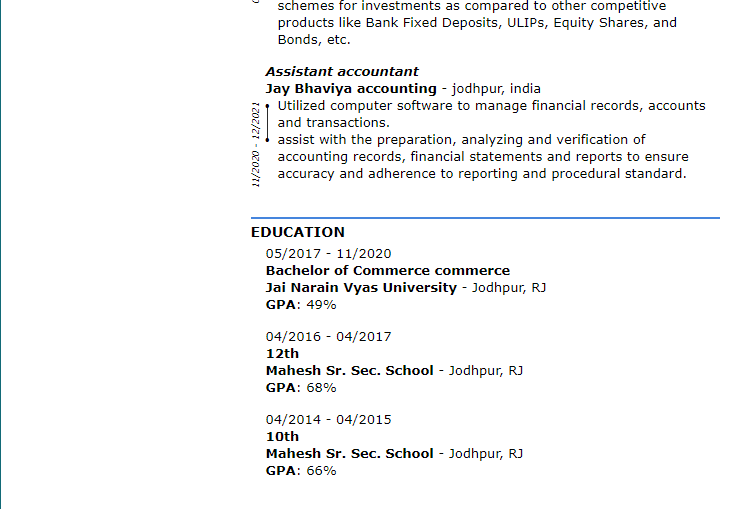 schemes for investments as compared to other competitive
products like Bank Fixed Deposits, ULIPs, Equity Shares, and
Bonds, etc.
Assistant accountant
Jay Bhaviya accounting - jodhpur, india
11/2020 - 12/2021
• Utilized computer software to manage financial records, accounts
and transactions.
• assist with the preparation, analyzing and verification of
accounting records, financial statements and reports to ensure
accuracy and adherence to reporting and procedural standard.
EDUCATION
05/2017 - 11/2020
Bachelor of Commerce commerce
Jai Narain Vyas University - Jodhpur, RJ
GPA: 49%
04/2016 - 04/2017
12th
Mahesh Sr. Sec. School - Jodhpur, RJ
GPA: 68%
04/2014 - 04/2015
10th
Mahesh Sr. Sec. School - Jodhpur, RJ
GPA: 66%